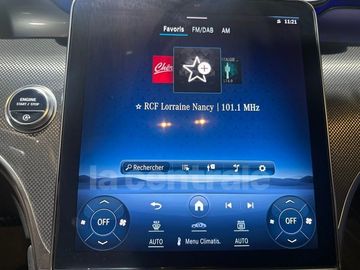 11:21
Favoris FM/DAB AM
Chérie
☆ RCF Lorraine Nancy | 101.1 MHz
ENGINE
START / STOP
Rechercher
la centrale
OFF
OFF
AUTO
Menu Climatis.
AUTO